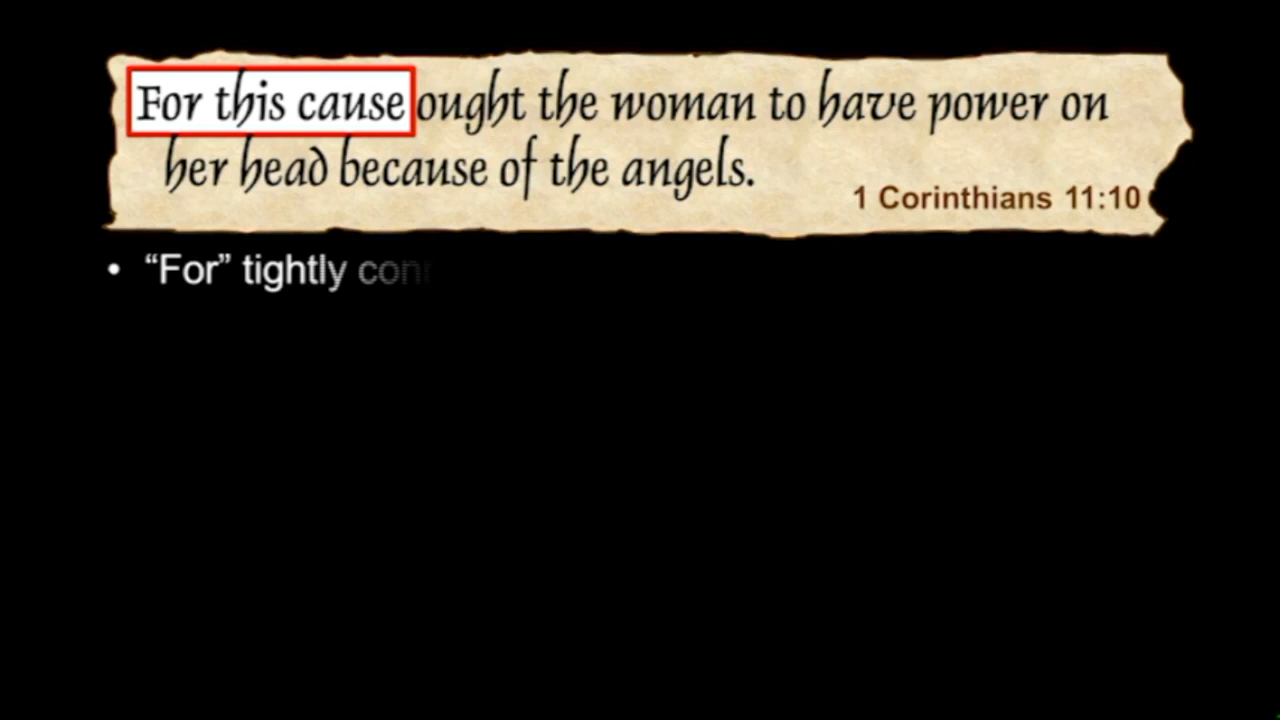 For this cause ought the woman to have power on
her head because of the angels.
1 Corinthians 11:10
• “For” tightly